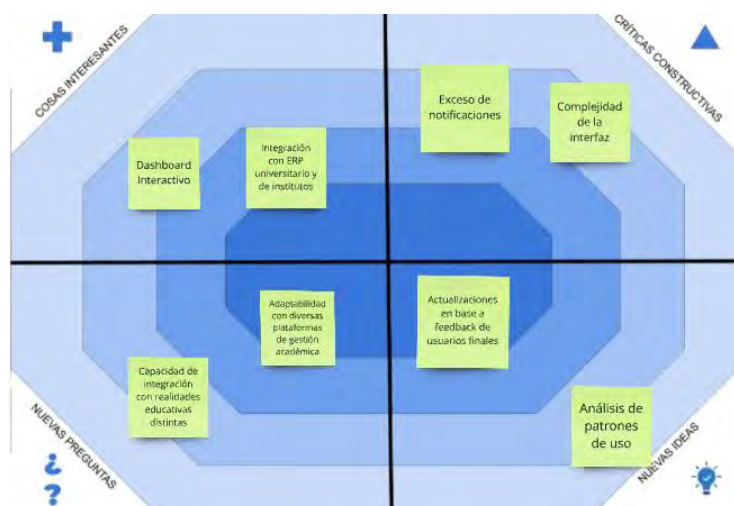 COSAS INTERESANTES
CRÍTICAS CONSTRUCTIVAS
Dashboard
Interactivo
Integración
con ERP
universitario y
de institutos
Exceso de
notificaciones
Complejidad
de la
interfaz
Capacidad de
integración
con realidades
educativas
distintas
Adaptabilidad
con diversas
plataformas
de gestión
académica
Actualizaciones
en base a
feedback de
usuarios finales
Análisis de
patrones
de uso
NUEVAS PREGUNTAS
¿
?
NUEVAS IDEAS